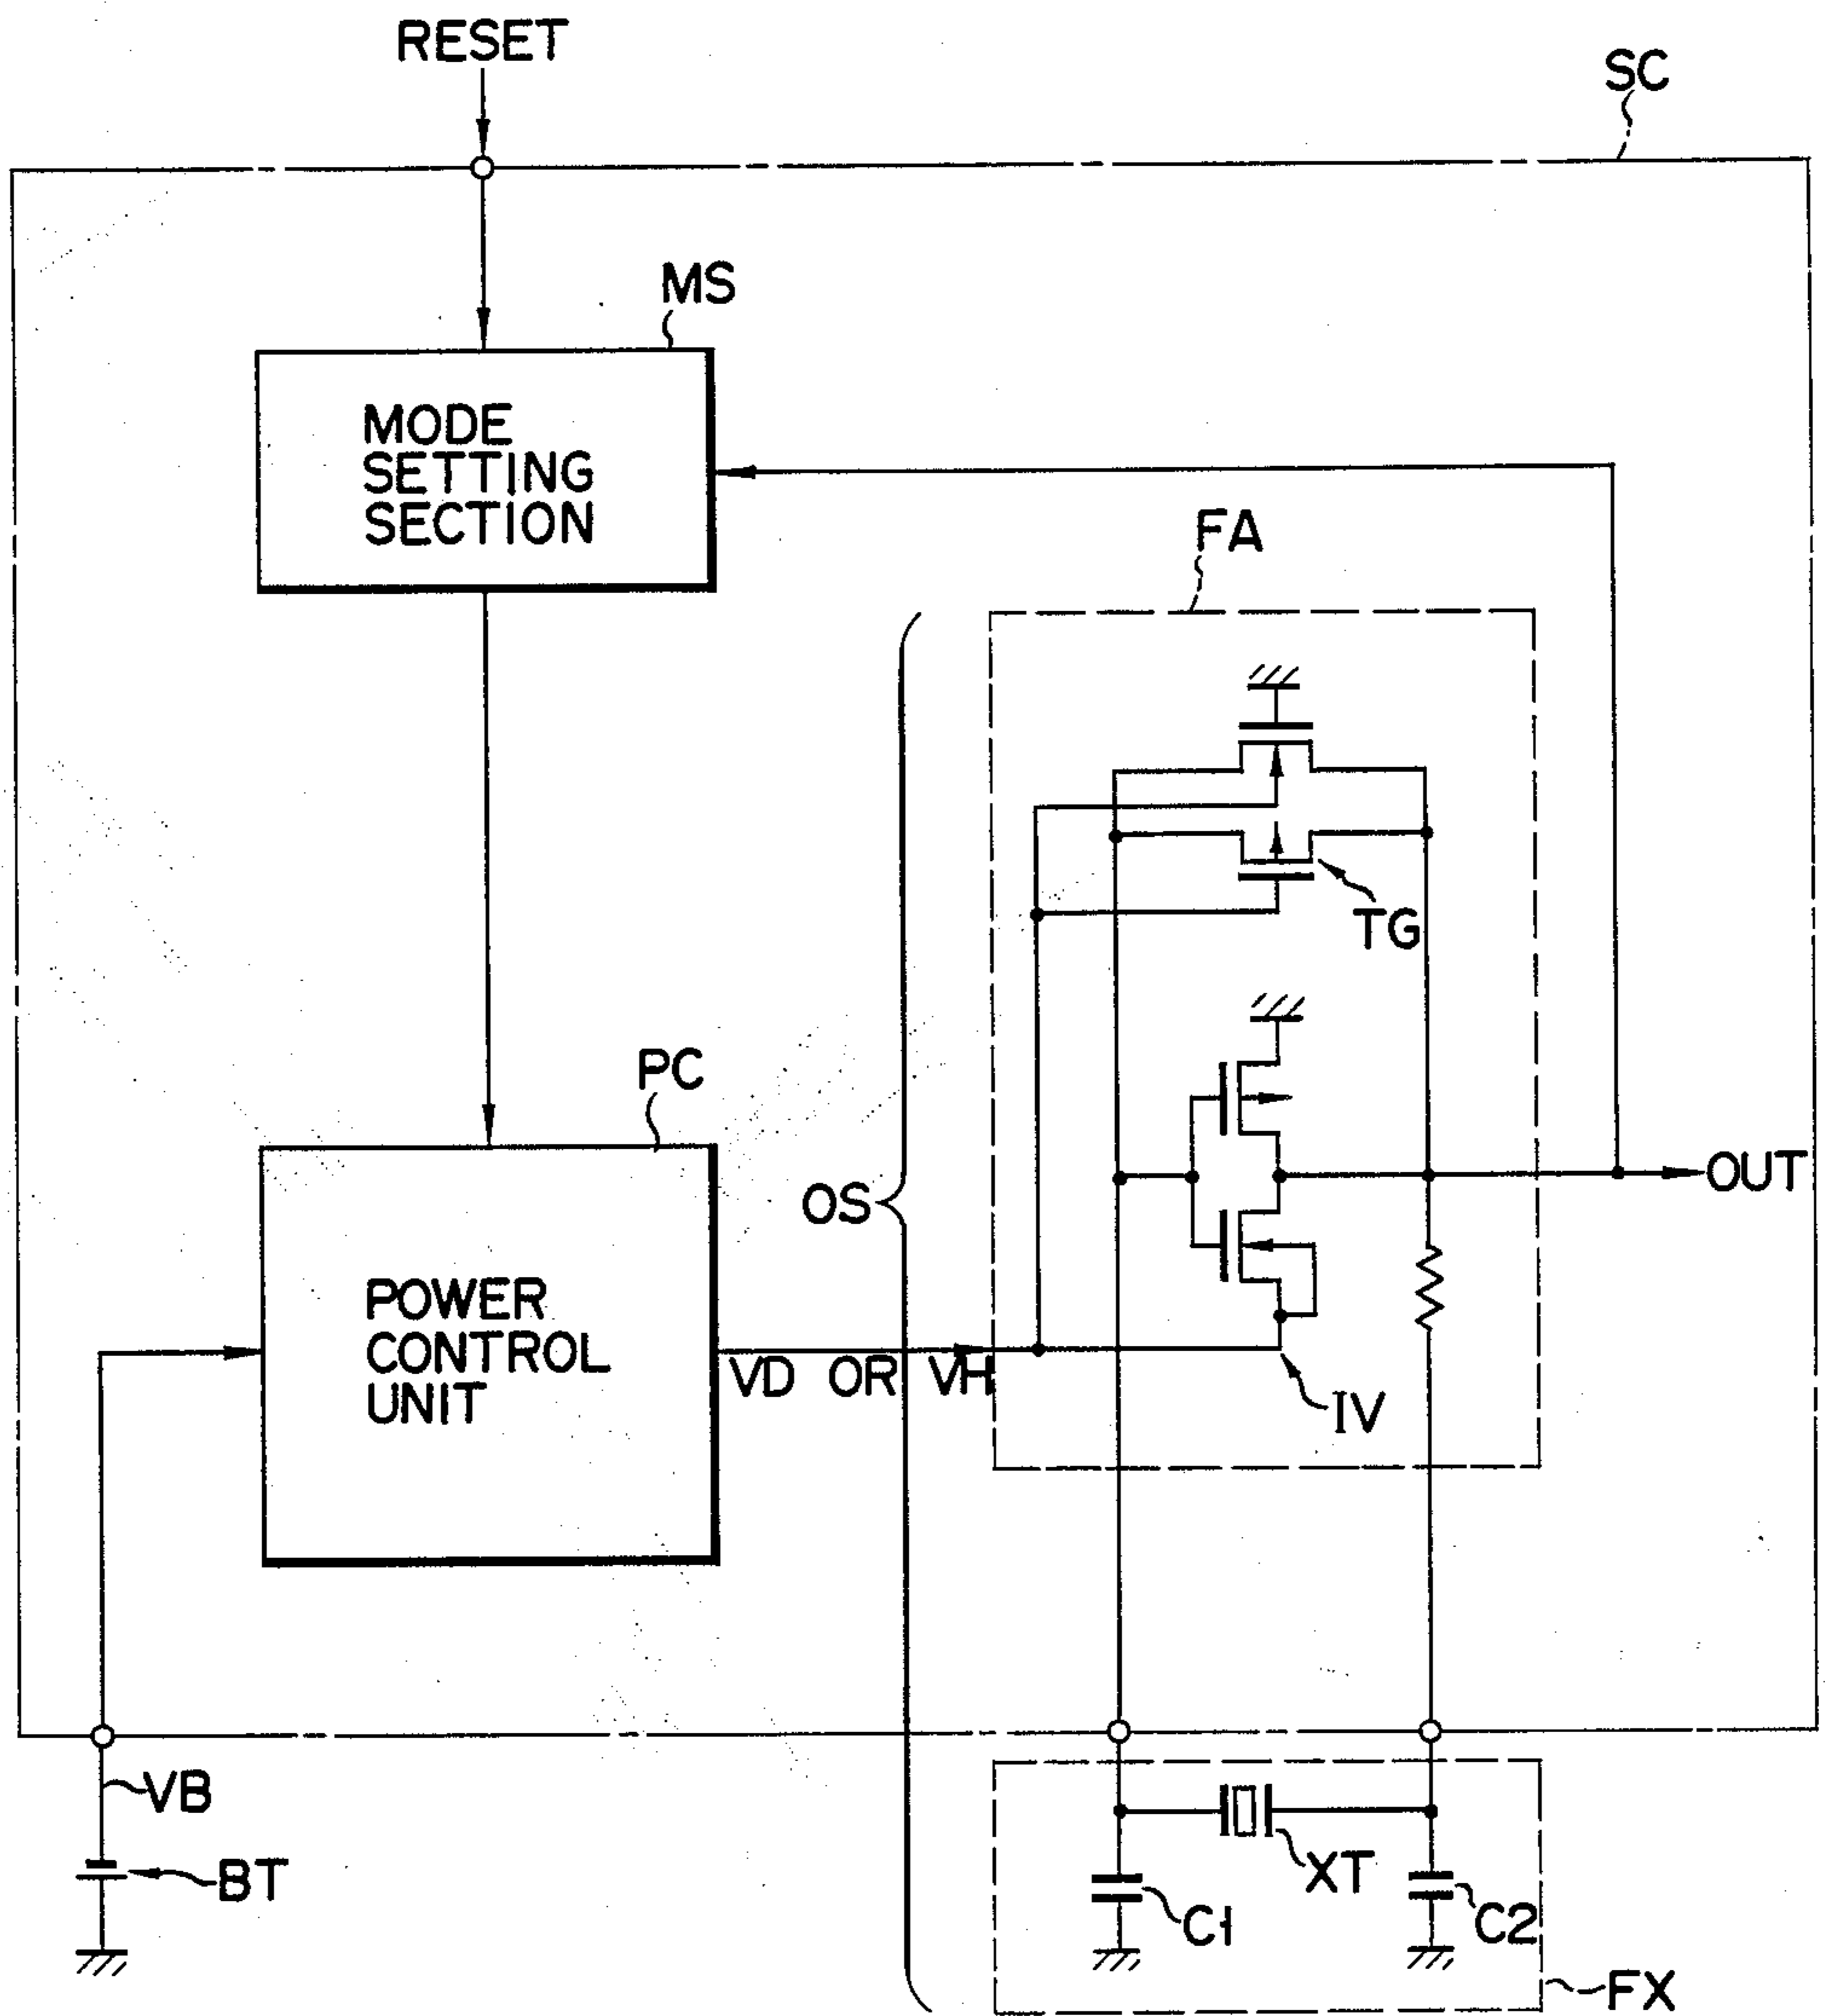 RESET
SC
MS
MODE
SETTING
SECTION
FA
TG
PC
OS
OUT
POWER
CONTROL
UNIT
VD OR VH
IV
VB
BT
XT
C1
C2
FX